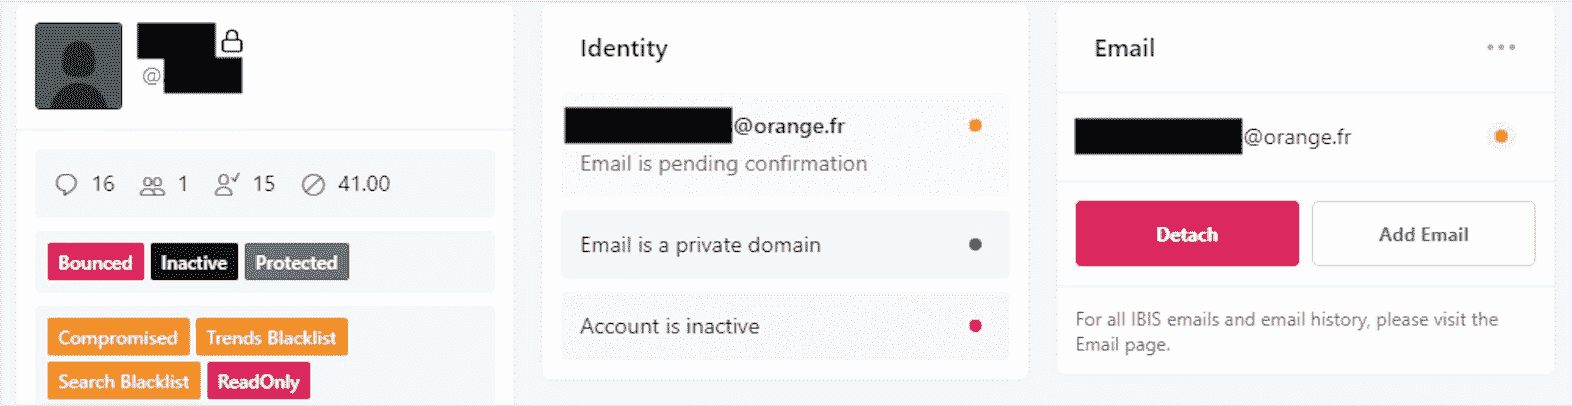 @
16 1 15 41.00
Bounced Inactive Protected
Compromised Trends Blacklist
Search Blacklist ReadOnly
Identity
@orange.fr
Email is pending confirmation
Email is a private domain
Account is inactive
Email
@orange.fr
Detach Add Email
For all IBIS emails and email history, please visit the
Email page.